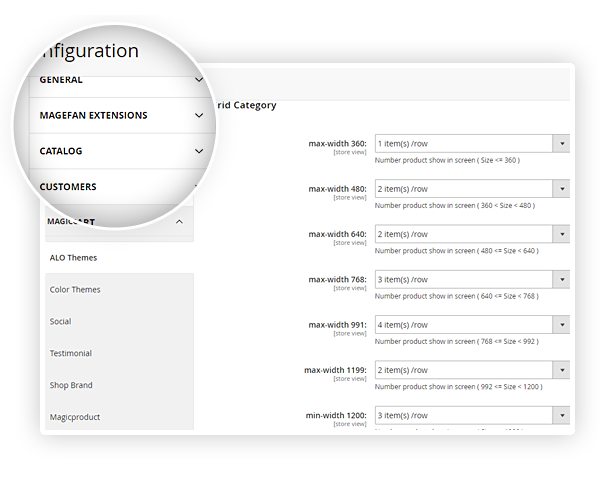 nfiguration
GENERAL
MAGEFAN EXTENSIONS
CATALOG
CUSTOMERS
ALO Themes
Color Themes
Social
Testimonial
Shop Brand
Magicproduct
rid Category
max-width 360:
[store view]
1 item(s) /row
Number product show in screen ( Size <= 360 )
max-width 480:
[store view]
2 item(s) /row
Number product show in screen ( 360 < Size < 480 )
max-width 640:
[store view]
2 item(s) /row
Number product show in screen ( 480 <= Size < 640 )
max-width 768:
[store view]
3 item(s) /row
Number product show in screen ( 640 <= Size < 768 )
max-width 991:
[store view]
4 item(s) /row
Number product show in screen ( 768 <= Size < 992 )
max-width 1199:
[store view]
2 item(s) /row
Number product show in screen ( 992 <= Size < 1200 )
min-width 1200:
[store view]
3 item(s) /row